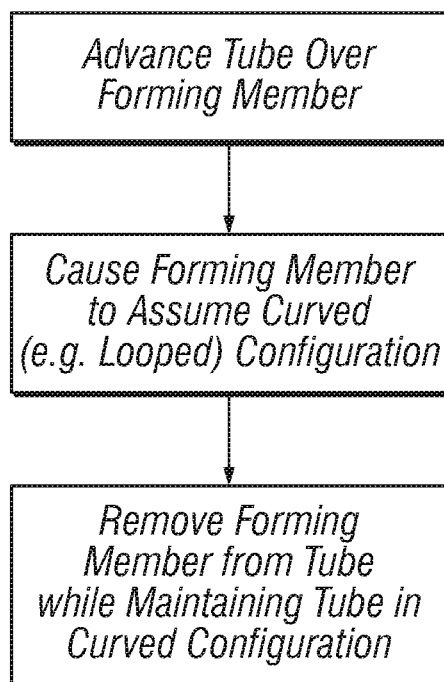 Advance Tube Over
Forming Member
Cause Forming Member
to Assume Curved
(e.g. Looped) Configuration
Remove Forming
Member from Tube
while Maintaining Tube in
Curved Configuration